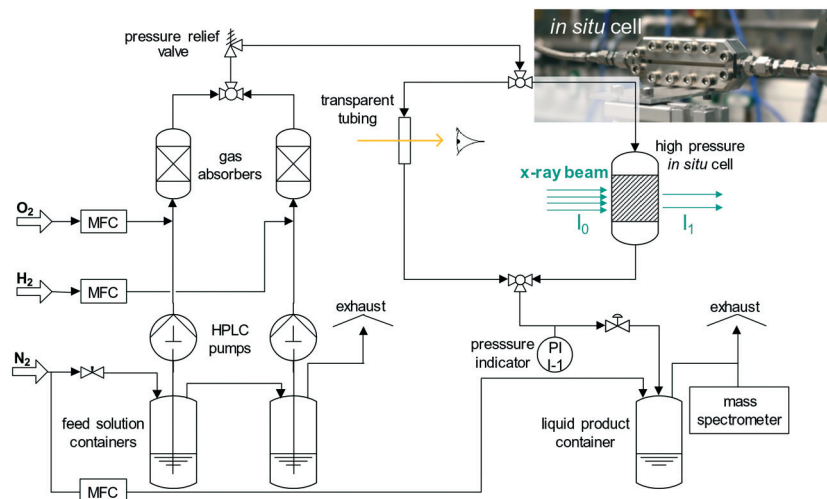 pressure relief
valve
in situ cell
transparent
tubing
gas
absorbers
high pressure
in situ cell
x-ray beam
I0
I1
O2
MFC
H2
MFC
HPLC
pumps
exhaust
exhaust
presssure
indicator
PI
I-1
N2
feed solution
containers
liquid product
container
mass
spectrometer
MFC